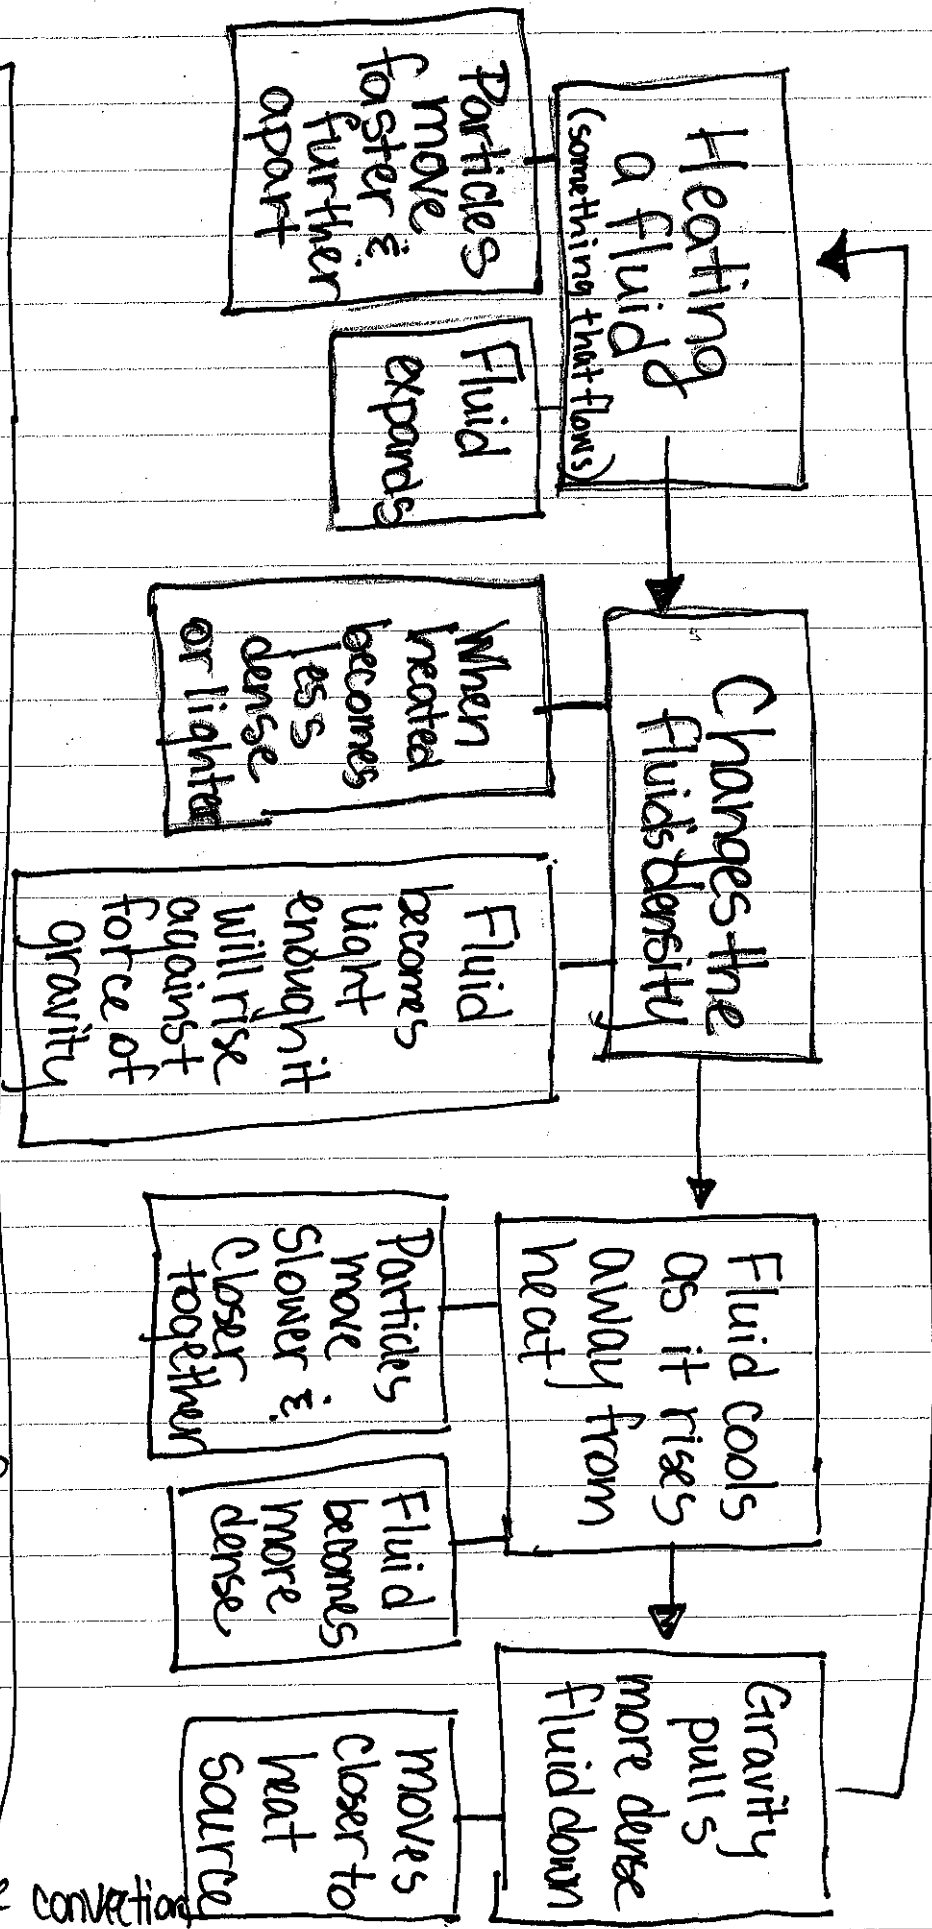 Heating
a fluid
(something that flows)
Particles
move
faster &
further
apart
Fluid
expands
Changes the
fluids density
When
heated
becomes
less
dense
or lighter
Fluid
becomes
light
enough it
will rise
against
force of
gravity
Fluid cools
as it rises
away from
heat
Particles
move
Slower &
Closer
together
Fluid
becomes
more
dense
Gravity
pulls
more dense
fluid down
moves
closer to
heat
source
convection